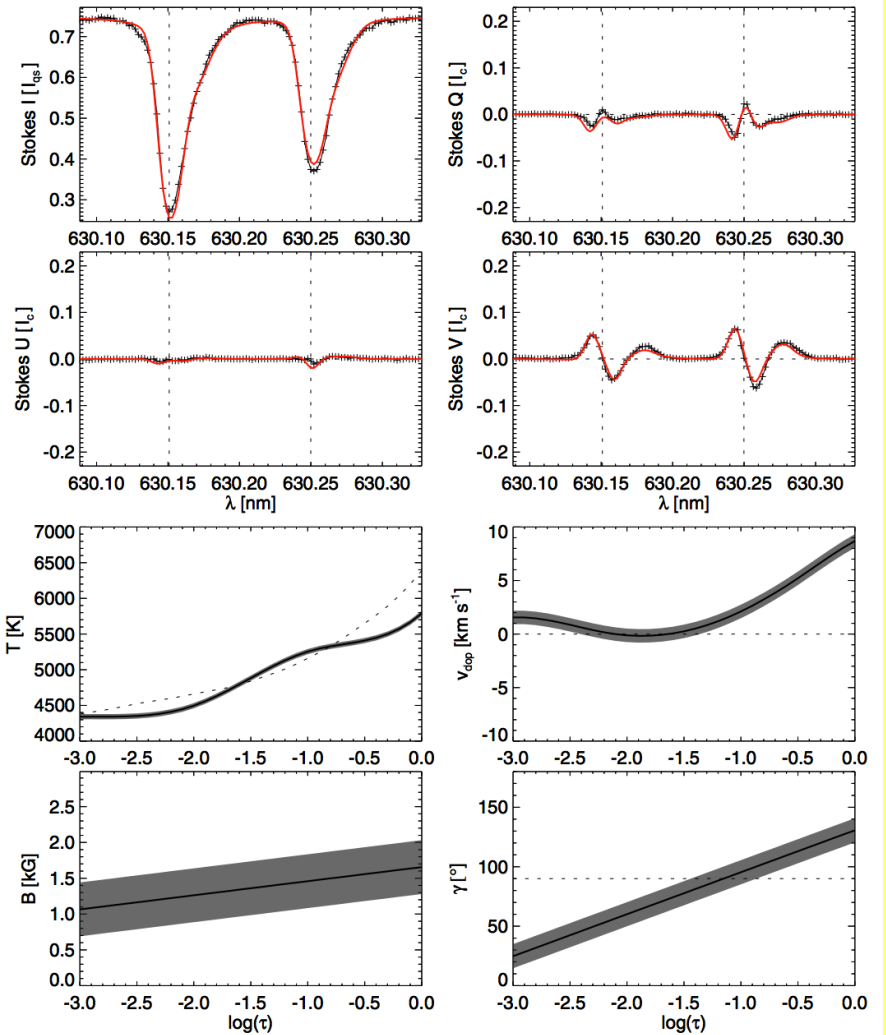 Stokes I [I_qs]
0.7
0.6
0.5
0.4
0.3
630.10 630.15 630.20 630.25 630.30
Stokes Q [I_c]
0.2
0.1
0.0
-0.1
-0.2
630.10 630.15 630.20 630.25 630.30
Stokes U [I_c]
0.2
0.1
0.0
-0.1
-0.2
630.10 630.15 630.20 630.25 630.30
λ [nm]
Stokes V [I_c]
0.2
0.1
0.0
-0.1
-0.2
630.10 630.15 630.20 630.25 630.30
λ [nm]
T [K]
7000
6500
6000
5500
5000
4500
4000
-3.0 -2.5 -2.0 -1.5 -1.0 -0.5 0.0
v_dop [km s⁻¹]
10
5
0
-5
-10
-3.0 -2.5 -2.0 -1.5 -1.0 -0.5 0.0
B [kG]
2.5
2.0
1.5
1.0
0.5
0.0
-3.0 -2.5 -2.0 -1.5 -1.0 -0.5 0.0
log(τ)
γ [°]
150
100
50
0
-3.0 -2.5 -2.0 -1.5 -1.0 -0.5 0.0
log(τ)